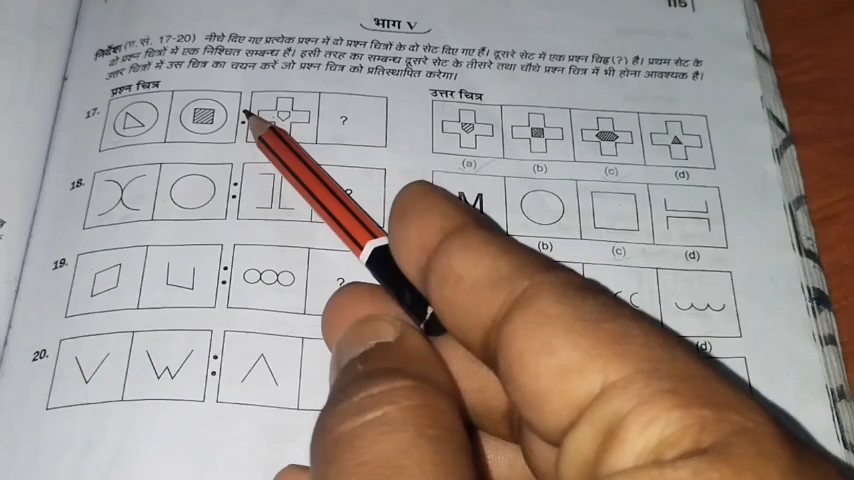 115
भाग V
निर्देश (प्र. सं. 17-20) नीचे दिए गए प्रत्येक प्रश्न में दो प्रश्न चित्रों के दो सेट दिए गए हैं। दूसरे सेट में एक प्रश्न चिह्न (?) है। प्रथम सेट के
दो प्रश्न चित्रों में एक निश्चित सम्बन्ध है। इसी तरह का सम्बन्ध दूसरे सेट के तीसरे तथा चौथे प्रश्न चित्र में भी होना आवश्यक है।
उत्तर चित्रों में उस चित्र का चयन करें जो प्रश्न चित्र को प्रतिस्थापित करेगा।
प्रश्न चित्र
उत्तर चित्र
17.
:
?
(a) (b) (c) (d)
18.
:
?
M
(b) (c) (d)
19.
:
?
(d)
20.
: